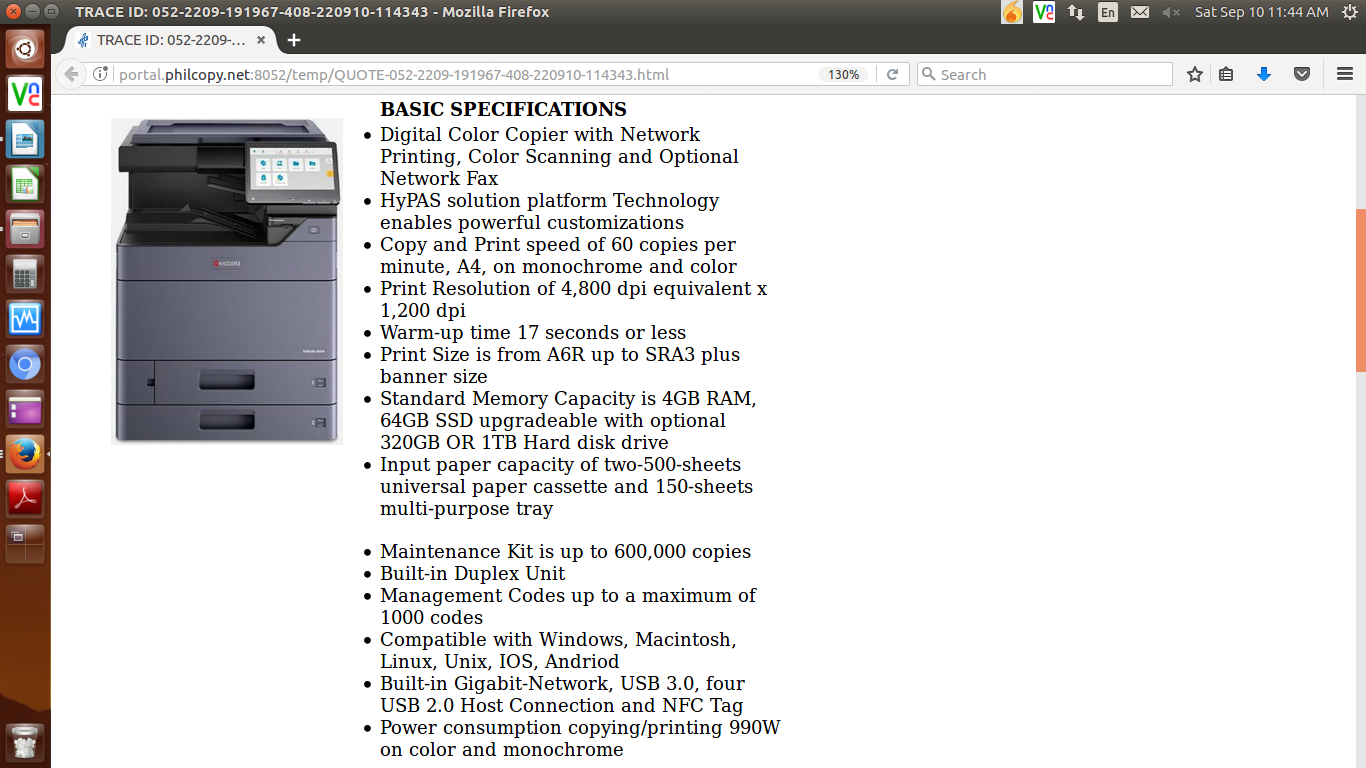 TRACE ID: 052-2209-191967-408-220910-114343 - Mozilla Firefox
En
Sat Sep 10 11:44 AM
TRACE ID: 052-2209-...
portal.philcopy.net:8052/temp/QUOTE-052-2209-191967-408-220910-114343.html
130%
Search
BASIC SPECIFICATIONS
• Digital Color Copier with Network
Printing, Color Scanning and Optional
Network Fax
• HyPAS solution platform Technology
enables powerful customizations
• Copy and Print speed of 60 copies per
minute, A4, on monochrome and color
• Print Resolution of 4,800 dpi equivalent x
1,200 dpi
• Warm-up time 17 seconds or less
• Print Size is from A6R up to SRA3 plus
banner size
• Standard Memory Capacity is 4GB RAM,
64GB SSD upgradeable with optional
320GB OR 1TB Hard disk drive
• Input paper capacity of two-500-sheets
universal paper cassette and 150-sheets
multi-purpose tray
• Maintenance Kit is up to 600,000 copies
• Built-in Duplex Unit
• Management Codes up to a maximum of
1000 codes
• Compatible with Windows, Macintosh,
Linux, Unix, IOS, Andriod
• Built-in Gigabit-Network, USB 3.0, four
USB 2.0 Host Connection and NFC Tag
• Power consumption copying/printing 990W
on color and monochrome
KYOCERA